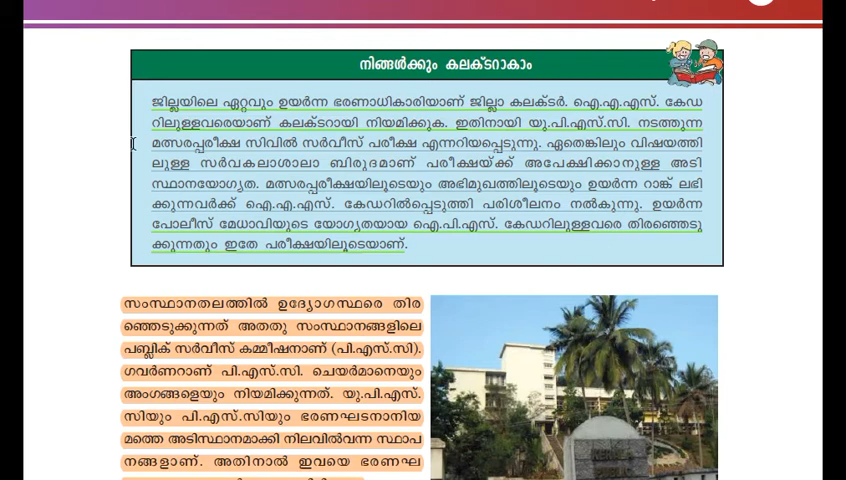 നിങ്ങൾക്കും കലക്ടറാകാം
ജില്ലയിലെ ഏറ്റവും ഉയർന്ന ഭരണാധികാരിയാണ് ജില്ലാ കലക്ടർ. ഐ.എ.എസ്. കേഡ
റിലുള്ളവരെയാണ് കലക്ടറായി നിയമിക്കുക. ഇതിനായി യു.പി.എസ്.സി. നടത്തുന്ന
മത്സരപ്പരീക്ഷ സിവിൽ സർവീസ് പരീക്ഷ എന്നറിയപ്പെടുന്നു. ഏതെങ്കിലും വിഷയത്തി
ലുള്ള സർവകലാശാലാ ബിരുദമാണ് പരീക്ഷയ്ക്ക് അപേക്ഷിക്കാനുള്ള അടി
സ്ഥാനയോഗ്യത. മത്സരപ്പരീക്ഷയിലൂടെയും അഭിമുഖത്തിലൂടെയും ഉയർന്ന റാങ്ക് ലഭി
ക്കുന്നവർക്ക് ഐ.എ.എസ്. കേഡറിൽപ്പെടുത്തി പരിശീലനം നൽകുന്നു. ഉയർന്ന
പോലീസ് മേധാവിയുടെ യോഗ്യതയായ ഐ.പി.എസ്. കേഡറിലുള്ളവരെ തിരഞ്ഞെടു
ക്കുന്നതും ഇതേ പരീക്ഷയിലൂടെയാണ്.
സംസ്ഥാനതലത്തിൽ ഉദ്യോഗസ്ഥരെ തിര
ഞ്ഞെടുക്കുന്നത് അതതു സംസ്ഥാനങ്ങളിലെ
പബ്ലിക് സർവീസ് കമ്മീഷനാണ് (പി.എസ്.സി).
ഗവർണറാണ് പി.എസ്.സി. ചെയർമാനെയും
അംഗങ്ങളെയും നിയമിക്കുന്നത്. യു.പി.എസ്.
സിയും പി.എസ്.സിയും ഭരണഘടനാനിയ
മത്തെ അടിസ്ഥാനമാക്കി നിലവിൽവന്ന സ്ഥാപ
നങ്ങളാണ്. അതിനാൽ ഇവയെ ഭരണഘ